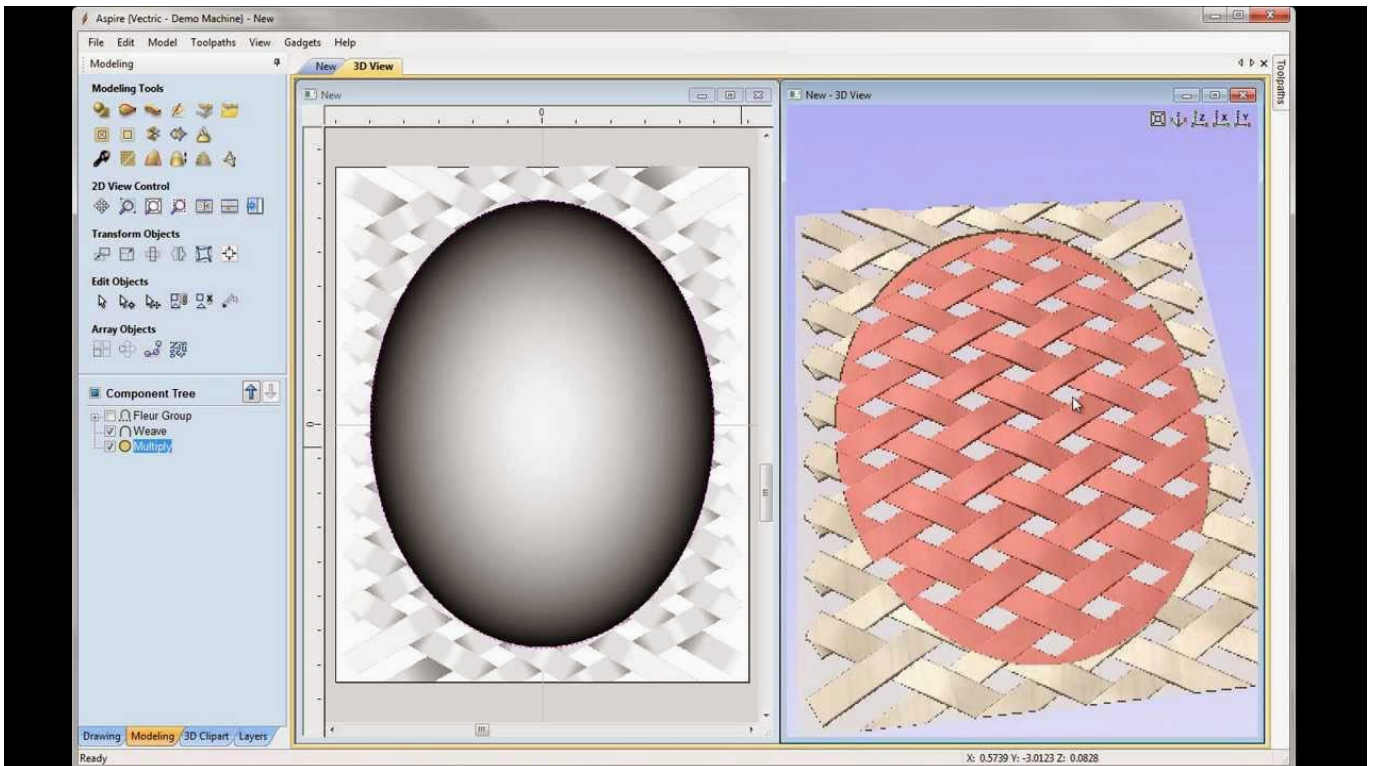 Aspire {Vectric - Demo Machine} - New
File Edit Model Toolpaths View Gadgets Help
Modeling
New 3D View
Toolpaths
Modeling Tools
New
New - 3D View
0
Z X Y
2D View Control
Transform Objects
Edit Objects
Array Objects
Component Tree
Fleur Group
Weave
Multiply
0
Drawing Modeling 3D Clipart Layers
Ready
X: 0.5739 Y: -3.0123 Z: 0.0828